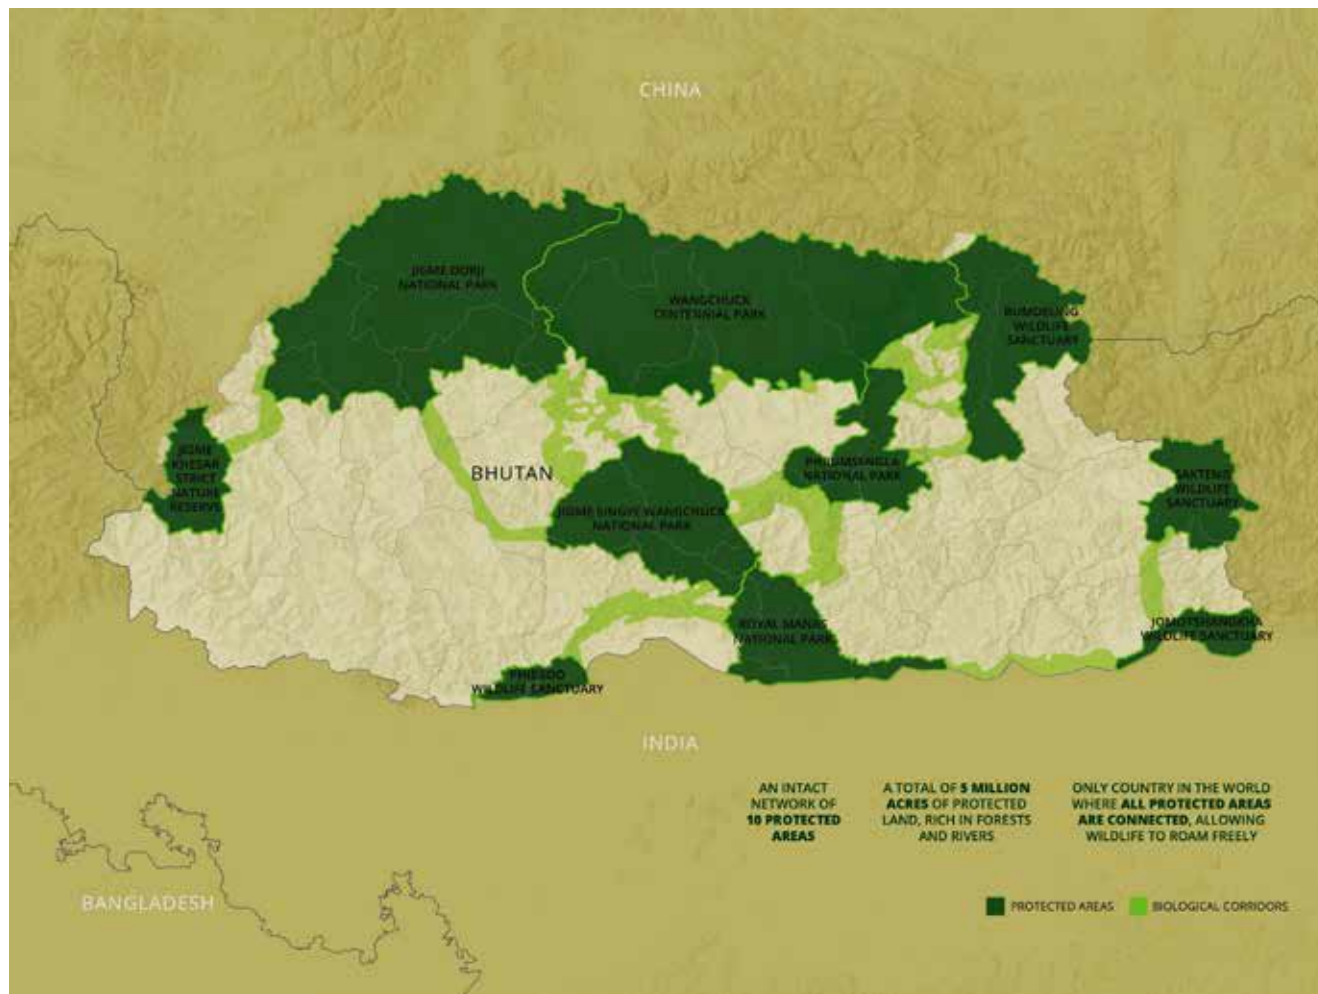 CHINA
JIGME DORJI
NATIONAL PARK
WANGCHUCK
CENTENNIAL PARK
BUMDELING
WILDLIFE
SANCTUARY
JIGME
KHESAR
STRICT
NATURE
RESERVE
BHUTAN
PHRUMSENGLA
NATIONAL PARK
SAKTENG
WILDLIFE
SANCTUARY
JIGME SINGYE WANGCHUCK
NATIONAL PARK
ROYAL MANAS
NATIONAL PARK
JOMOTSHANGKHA
WILDLIFE SANCTUARY
PHIBSOO
WILDLIFE SANCTUARY
INDIA
AN INTACT
NETWORK OF
10 PROTECTED
AREAS
A TOTAL OF 5 MILLION
ACRES OF PROTECTED
LAND, RICH IN FORESTS
AND RIVERS
ONLY COUNTRY IN THE WORLD
WHERE ALL PROTECTED AREAS
ARE CONNECTED, ALLOWING
WILDLIFE TO ROAM FREELY
BANGLADESH
PROTECTED AREAS
BIOLOGICAL CORRIDORS